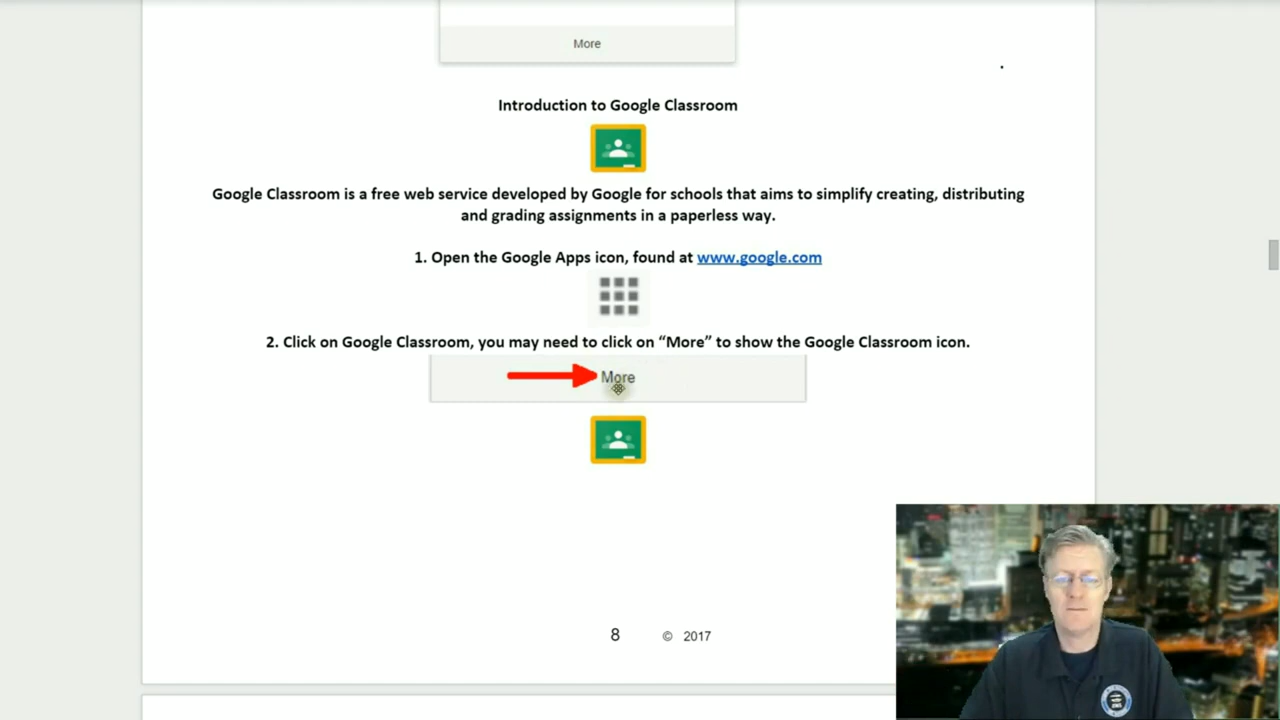 More
Introduction to Google Classroom
Google Classroom is a free web service developed by Google for schools that aims to simplify creating, distributing
and grading assignments in a paperless way.
1. Open the Google Apps icon, found at www.google.com
2. Click on Google Classroom, you may need to click on “More” to show the Google Classroom icon.
More
8 © 2017